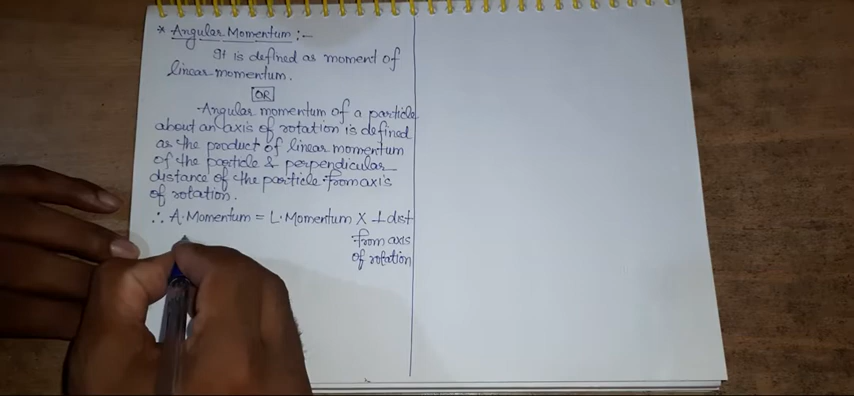 * Angular Momentum :-
It is defined as moment of
linear momentum.
OR
Angular momentum of a particle
about an axis of rotation is defined
as the product of linear momentum
of the particle & perpendicular
distance of the particle from axis
of rotation.
∴ A. Momentum = L. Momentum X ⊥ dist
from axis
of rotation